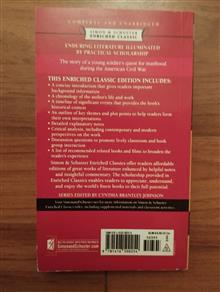 COMPLETE AND UNABRIDGED
SIMON & SCHUSTER
ENRICHED CLASSIC
ENDURING LITERATURE ILLUMINATED
BY PRACTICAL SCHOLARSHIP
The story of a young soldier's quest for manhood
during the American Civil War
THIS ENRICHED CLASSIC EDITION INCLUDES:
• A concise introduction that gives readers important
background information
• A chronology of the author's life and work
• A timeline of significant events that provides the book's
historical context
• An outline of key themes and plot points to help readers form
their own interpretations
• Detailed explanatory notes
• Critical analysis, including contemporary and modern
perspectives on the work
• Discussion questions to promote lively classroom and book
group interaction
• A list of recommended related books and films to broaden the
reader's experience
Simon & Schuster Enriched Classics offer readers affordable
editions of great works of literature enhanced by helpful notes
and insightful commentary. The scholarship provided in
Enriched Classics enables readers to appreciate, understand,
and enjoy the world's finest books to their full potential.
SERIES EDITED BY CYNTHIA BRANTLEY JOHNSON